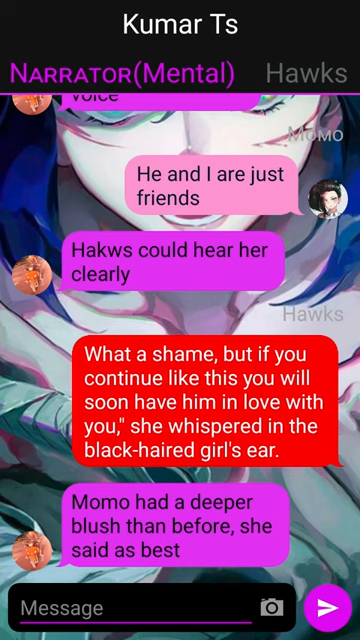 Kumar Ts
NARRATOR(MENTAL) Hawks
voice
Momo
He and I are just
friends
Hakws could hear her
clearly
Hawks
What a shame, but if you
continue like this you will
soon have him in love with
you," she whispered in the
black-haired girl's ear.
Momo had a deeper
blush than before, she
said as best
Message